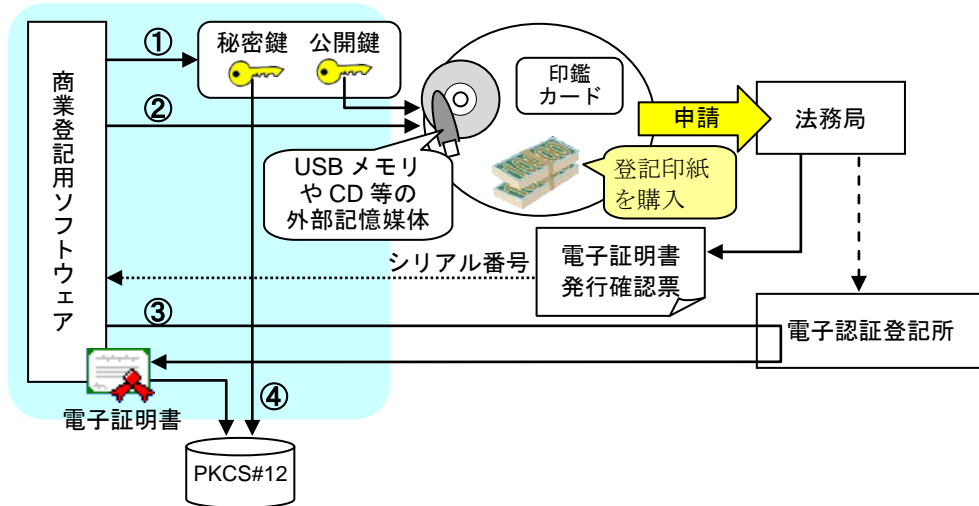 商業登記用ソフトウェア
①
秘密鍵
公開鍵
②
印鑑
カード
申請
法務局
USB メモリ
や CD 等の
外部記憶媒体
登記印紙
を購入
シリアル番号
電子証明書
発行確認票
③
電子認証登記所
④
電子証明書
PKCS#12